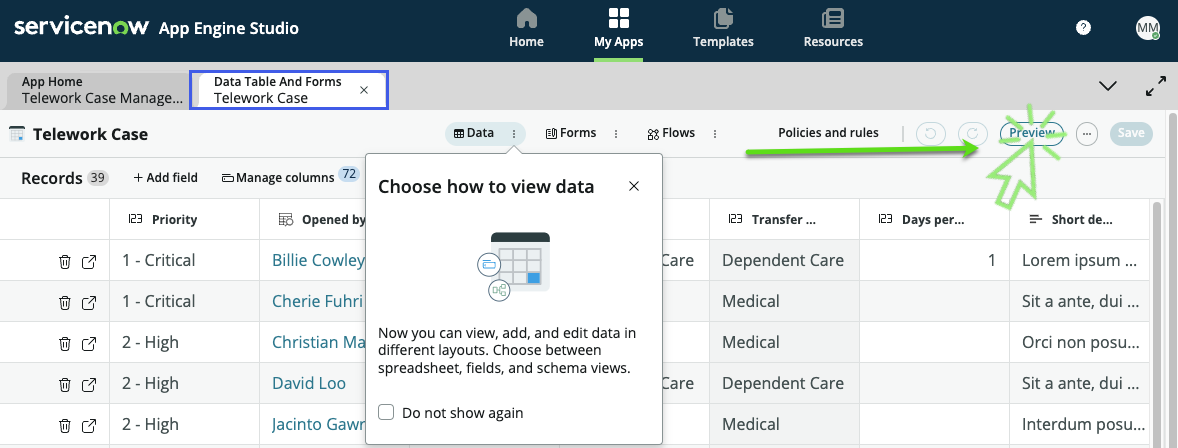 servicenow App Engine Studio
Home
My Apps
Templates
Resources
?
MM
App Home
Telework Case Manage...
Data Table And Forms
Telework Case
Telework Case
Data
Forms
Flows
Policies and rules
Preview
...
Save
Records 39
+ Add field
Manage columns 72
Priority
Opened by
Transfer ...
Days per...
Short de...
1 - Critical Billie Cowley Care Dependent Care 1 Lorem ipsum ...
1 - Critical Cherie Fuhri Medical Sit a ante, dui ...
2 - High Christian Ma Medical Orci non posu...
2 - High David Loo Care Dependent Care Sit a ante, dui ...
2 - High Jacinto Gawr Medical Interdum posu...
Choose how to view data
Now you can view, add, and edit data in
different layouts. Choose between
spreadsheet, fields, and schema views.
Do not show again